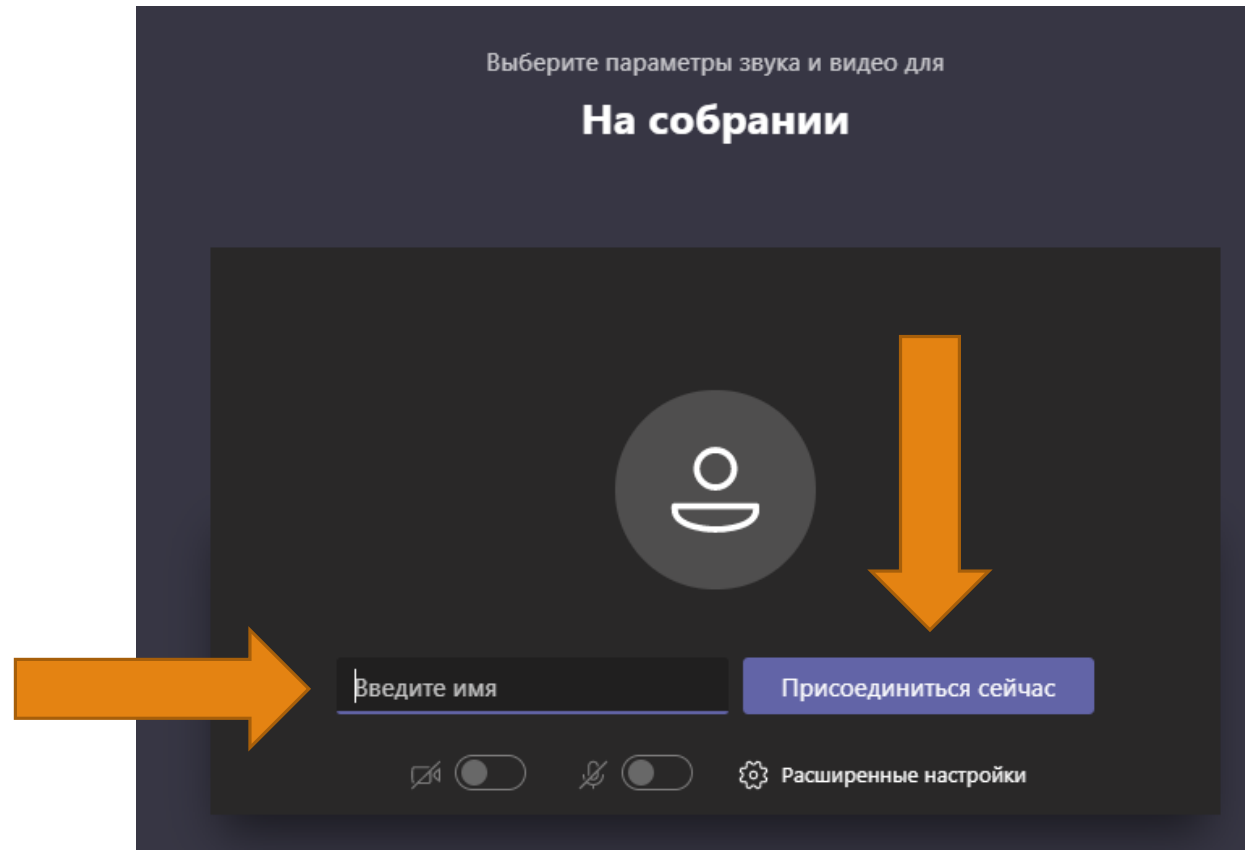 Выберите параметры звука и видео для
На собрании
Введите имя
Присоединиться сейчас
Расширенные настройки